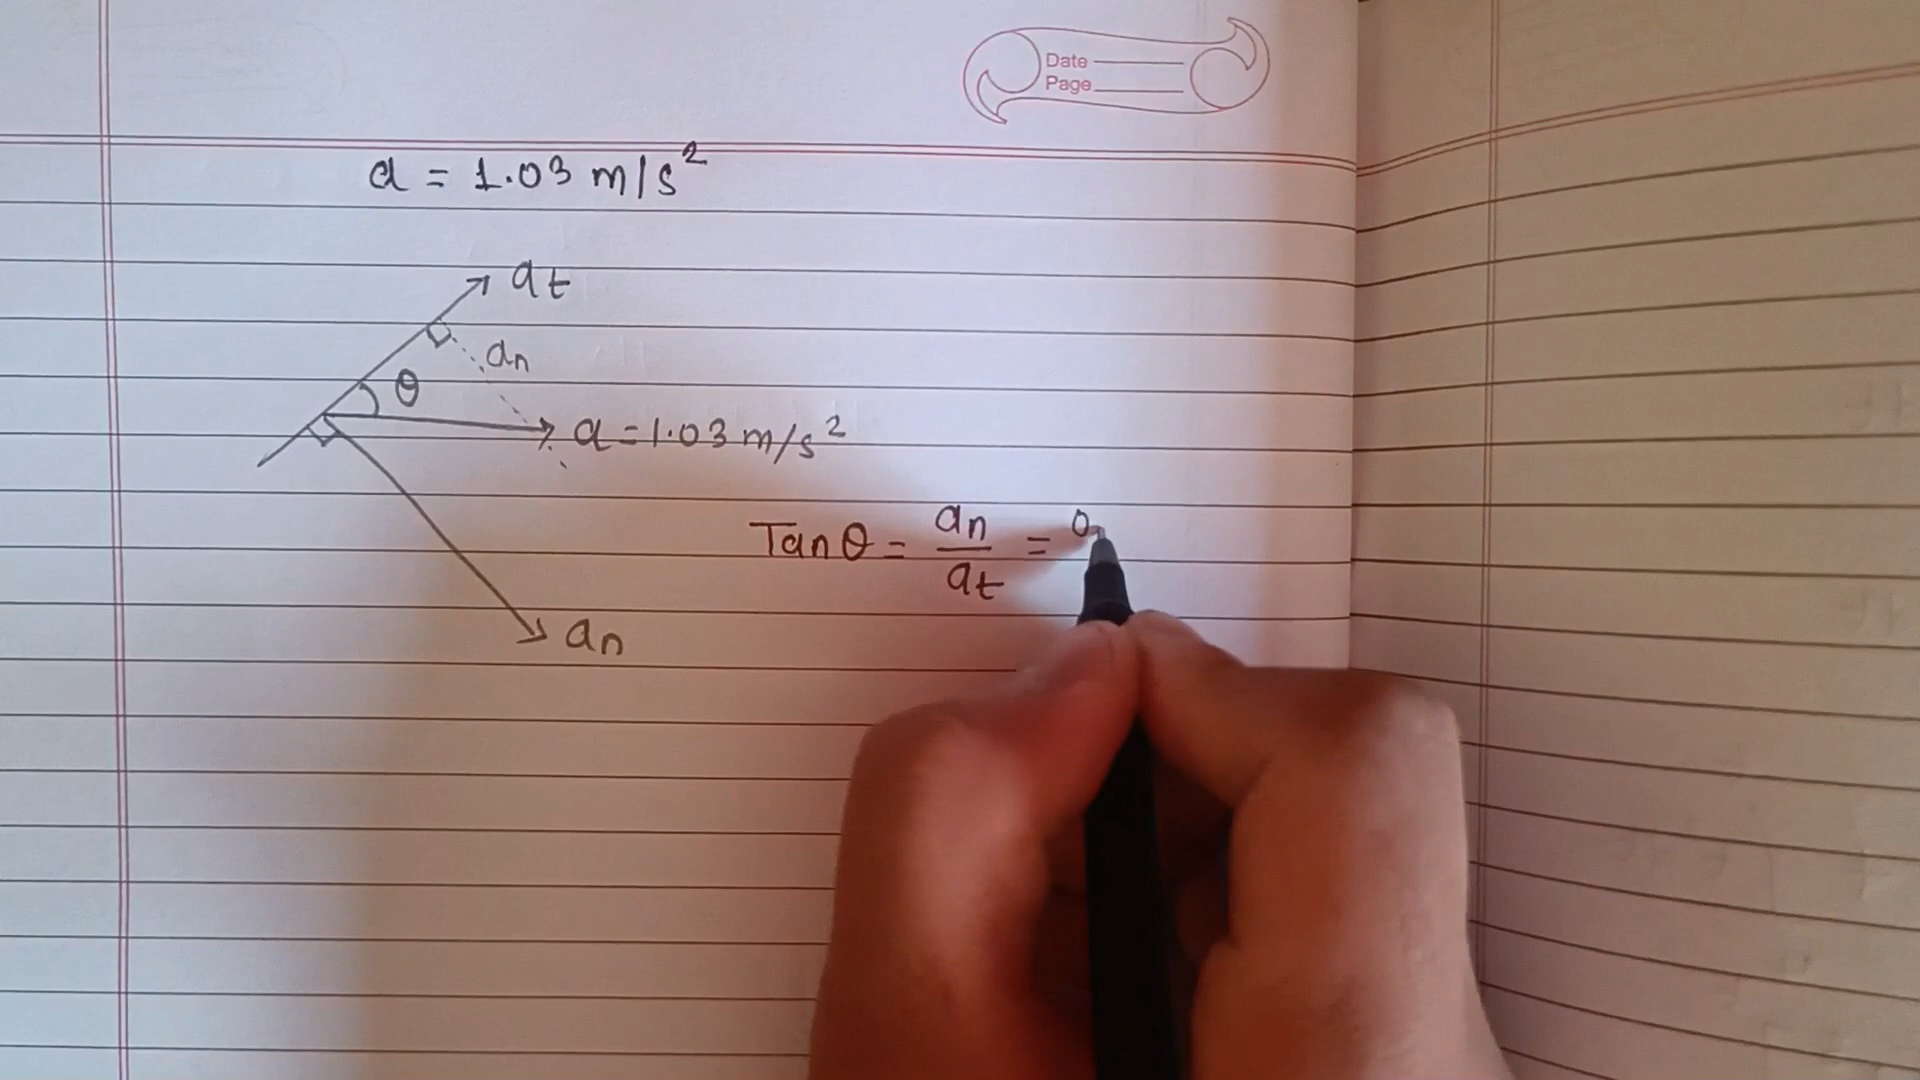 Date
Page
a = 1.03 m/s²
at
an
θ
a = 1.03 m/s²
Tan θ = an/at = 0.
an